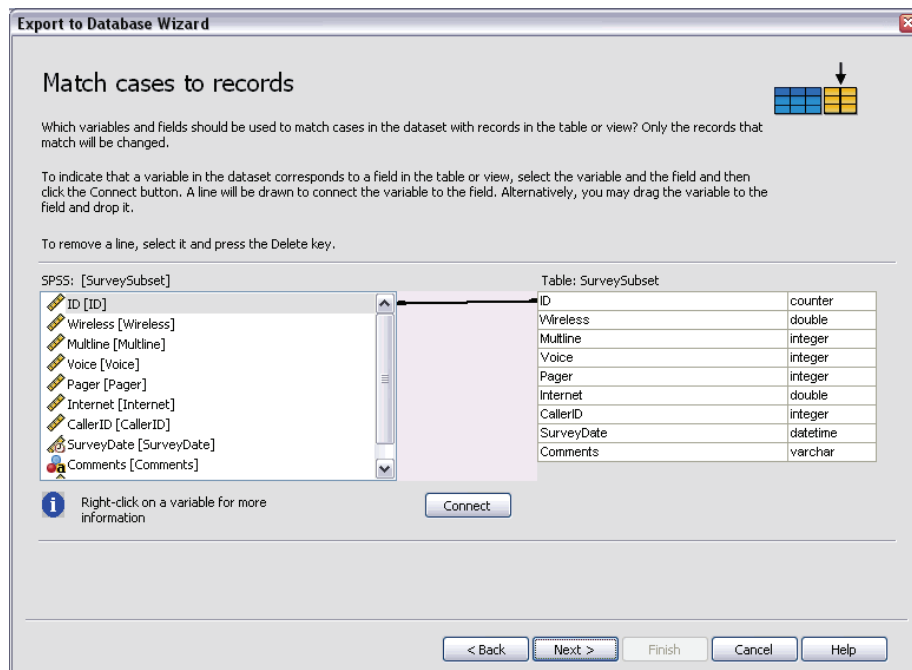 Export to Database Wizard
Match cases to records
Which variables and fields should be used to match cases in the dataset with records in the table or view? Only the records that
match will be changed.
To indicate that a variable in the dataset corresponds to a field in the table or view, select the variable and the field and then
click the Connect button. A line will be drawn to connect the variable to the field. Alternatively, you may drag the variable to the
field and drop it.
To remove a line, select it and press the Delete key.
SPSS: [SurveySubset]
ID [ID]
Wireless [Wireless]
Multline [Multline]
Voice [Voice]
Pager [Pager]
Internet [Internet]
CallerID [CallerID]
SurveyDate [SurveyDate]
Comments [Comments]
Table: SurveySubset
ID counter
Wireless double
Multline integer
Voice integer
Pager integer
Internet double
CallerID integer
SurveyDate datetime
Comments varchar
Right-click on a variable for more
information
Connect
< Back Next > Finish Cancel Help